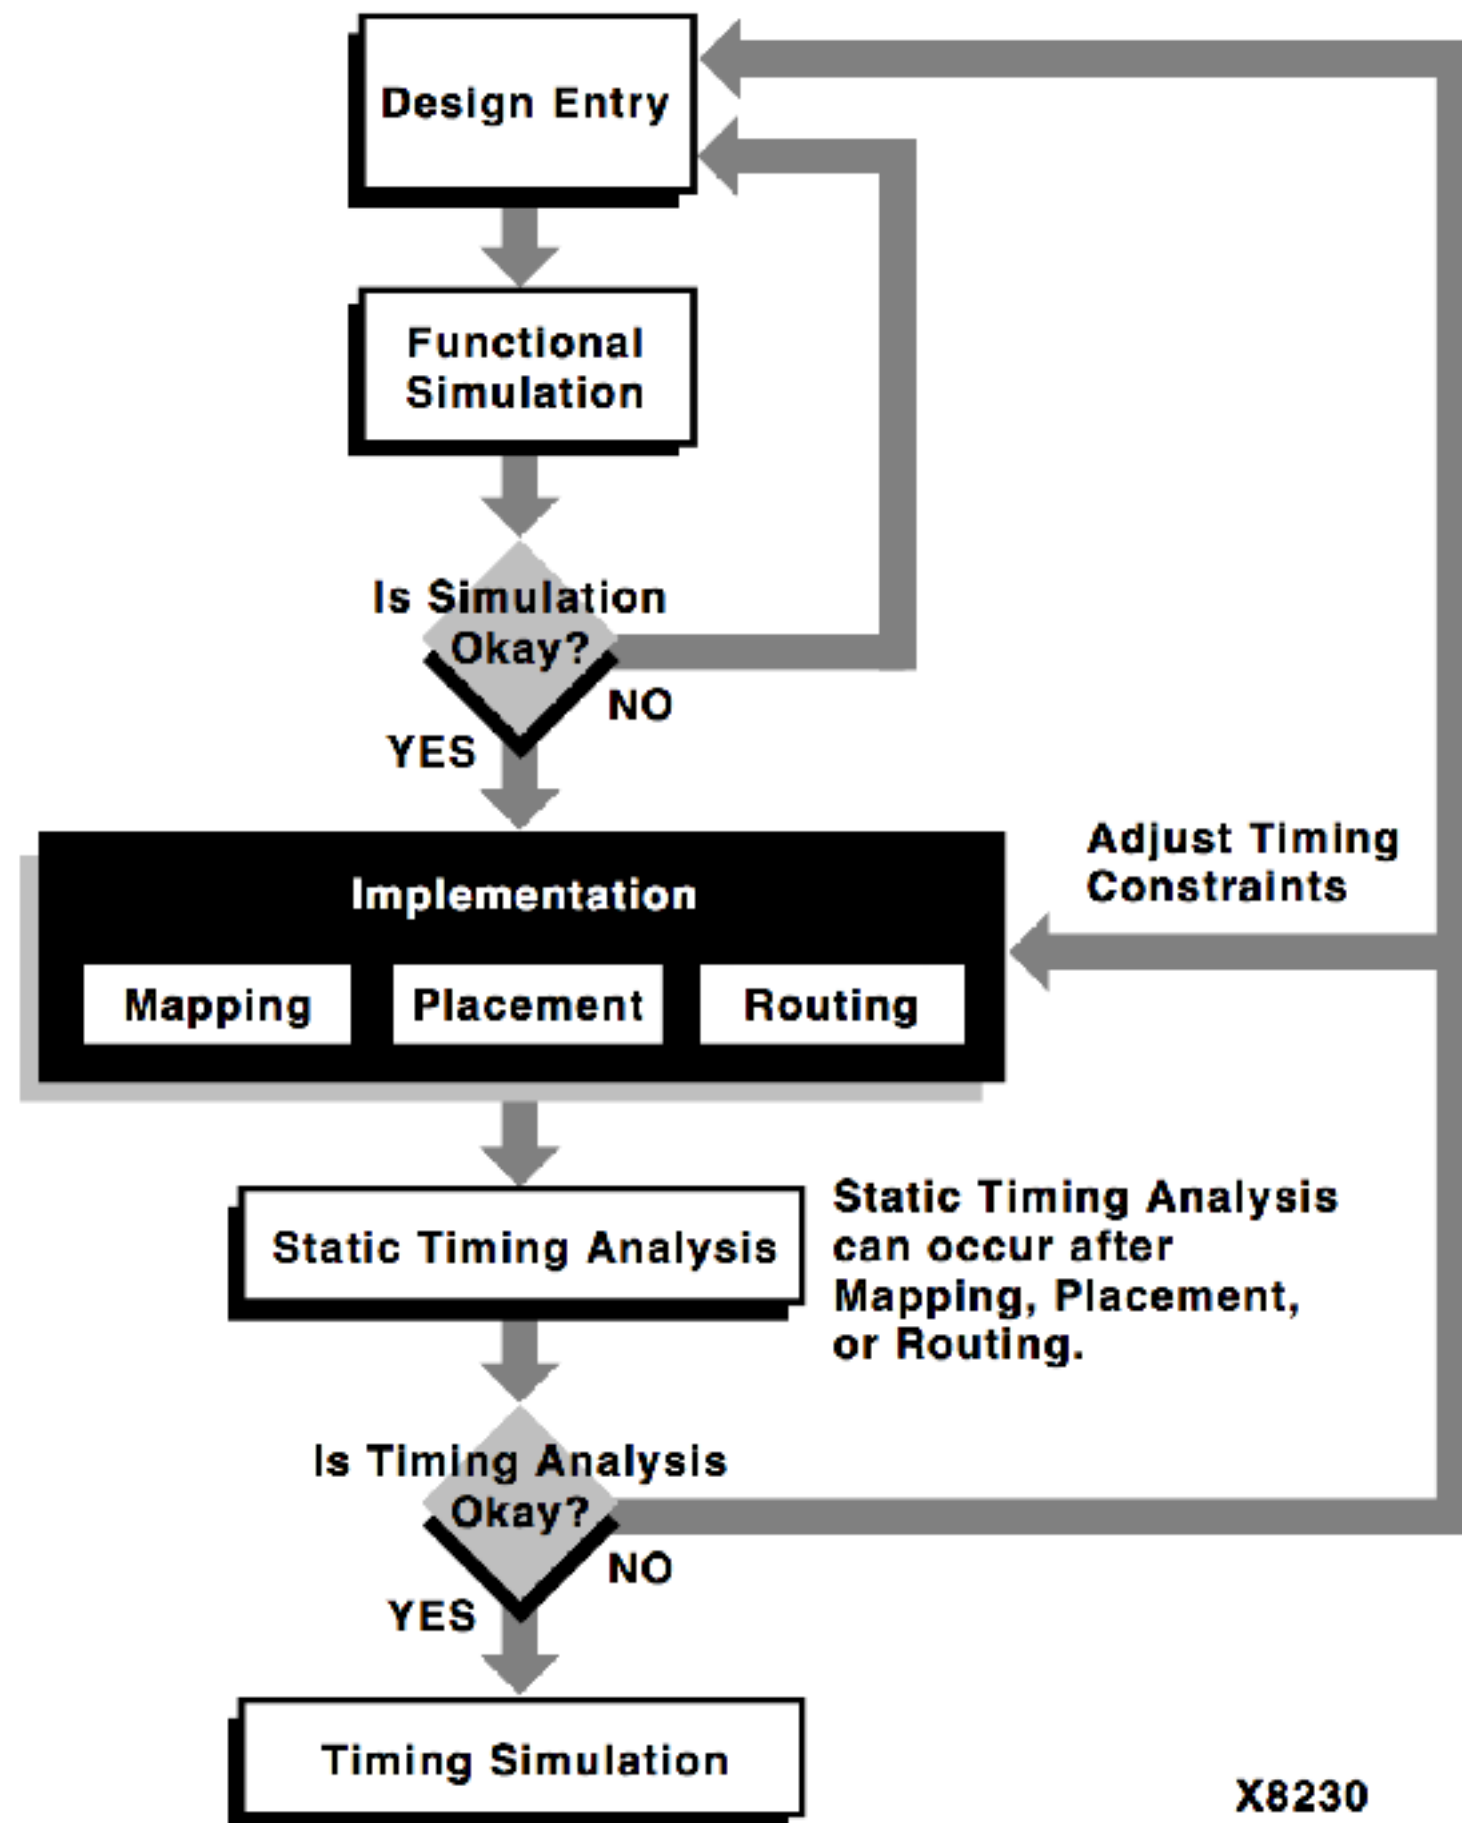 Design Entry
Functional
Simulation
Is Simulation
Okay?
NO
YES
Adjust Timing
Constraints
Implementation
Mapping
Placement
Routing
Static Timing Analysis
Static Timing Analysis
can occur after
Mapping, Placement,
or Routing.
Is Timing Analysis
Okay?
NO
YES
Timing Simulation
X8230